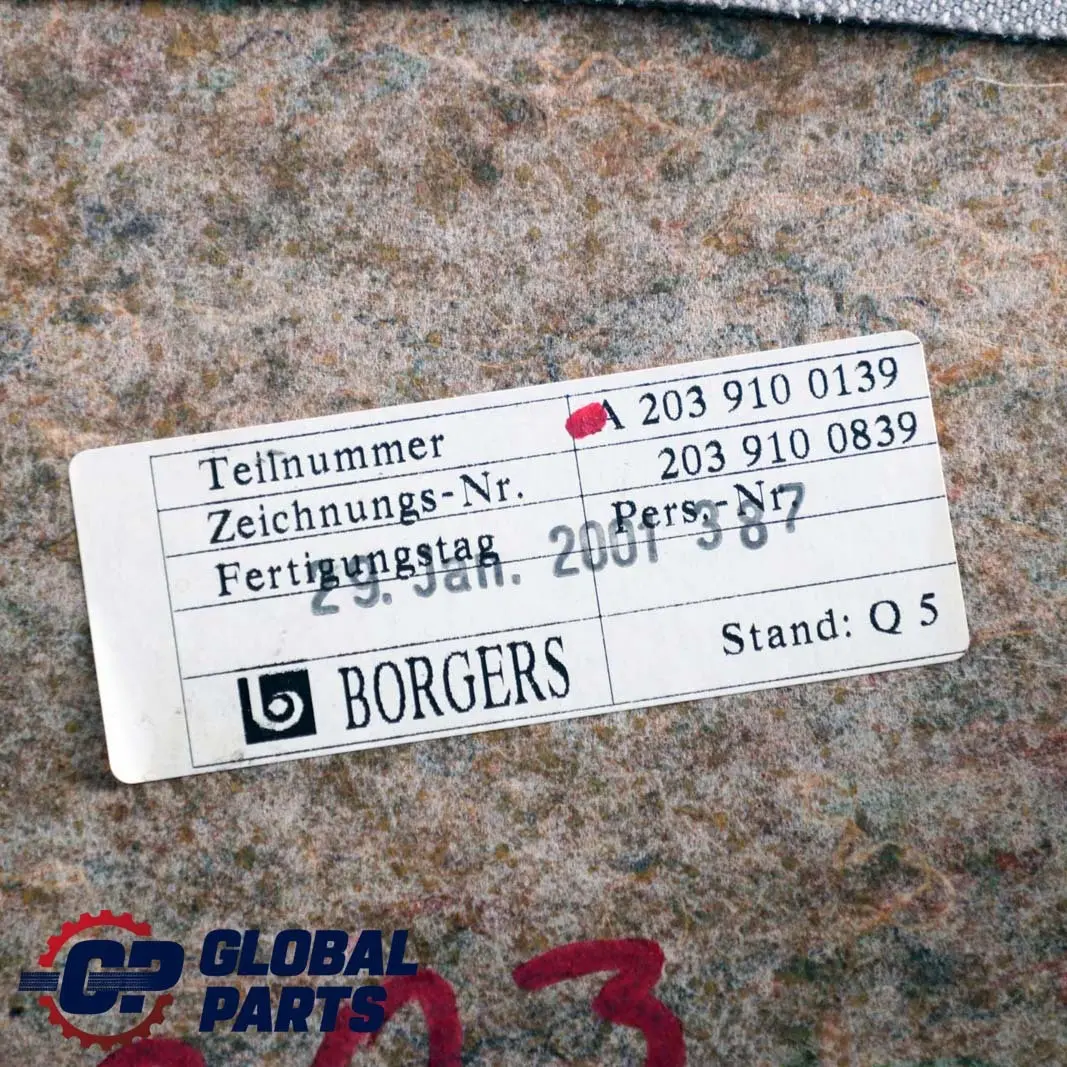 Teilnummer A 203 910 0139
Zeichnungs-Nr. 203 910 0839
Fertigungstag Pers.-Nr.
29. Jan. 2001 387
BORGERS Stand: Q 5
CP GLOBAL
PARTS